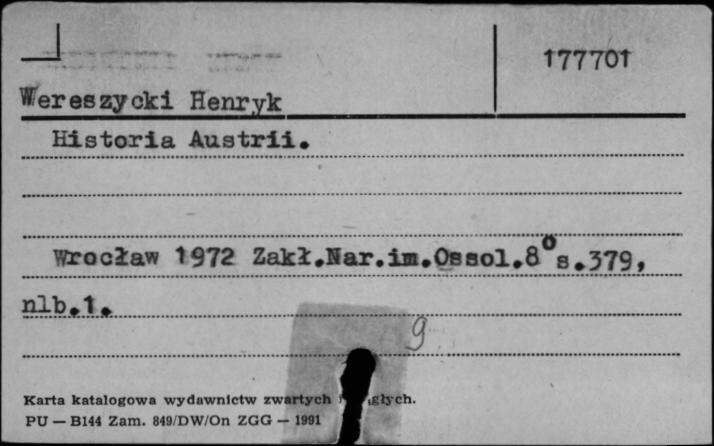 177701
Wereszycki Henryk
Historia Austrii.
Wrocław 1972 Zakł.Nar.im.Ossol.8° s.379,
nlb.1.
9
Karta katalogowa wydawnictw zwartych
PU — B144 Zam. 849/DW/On ZGG — 1991